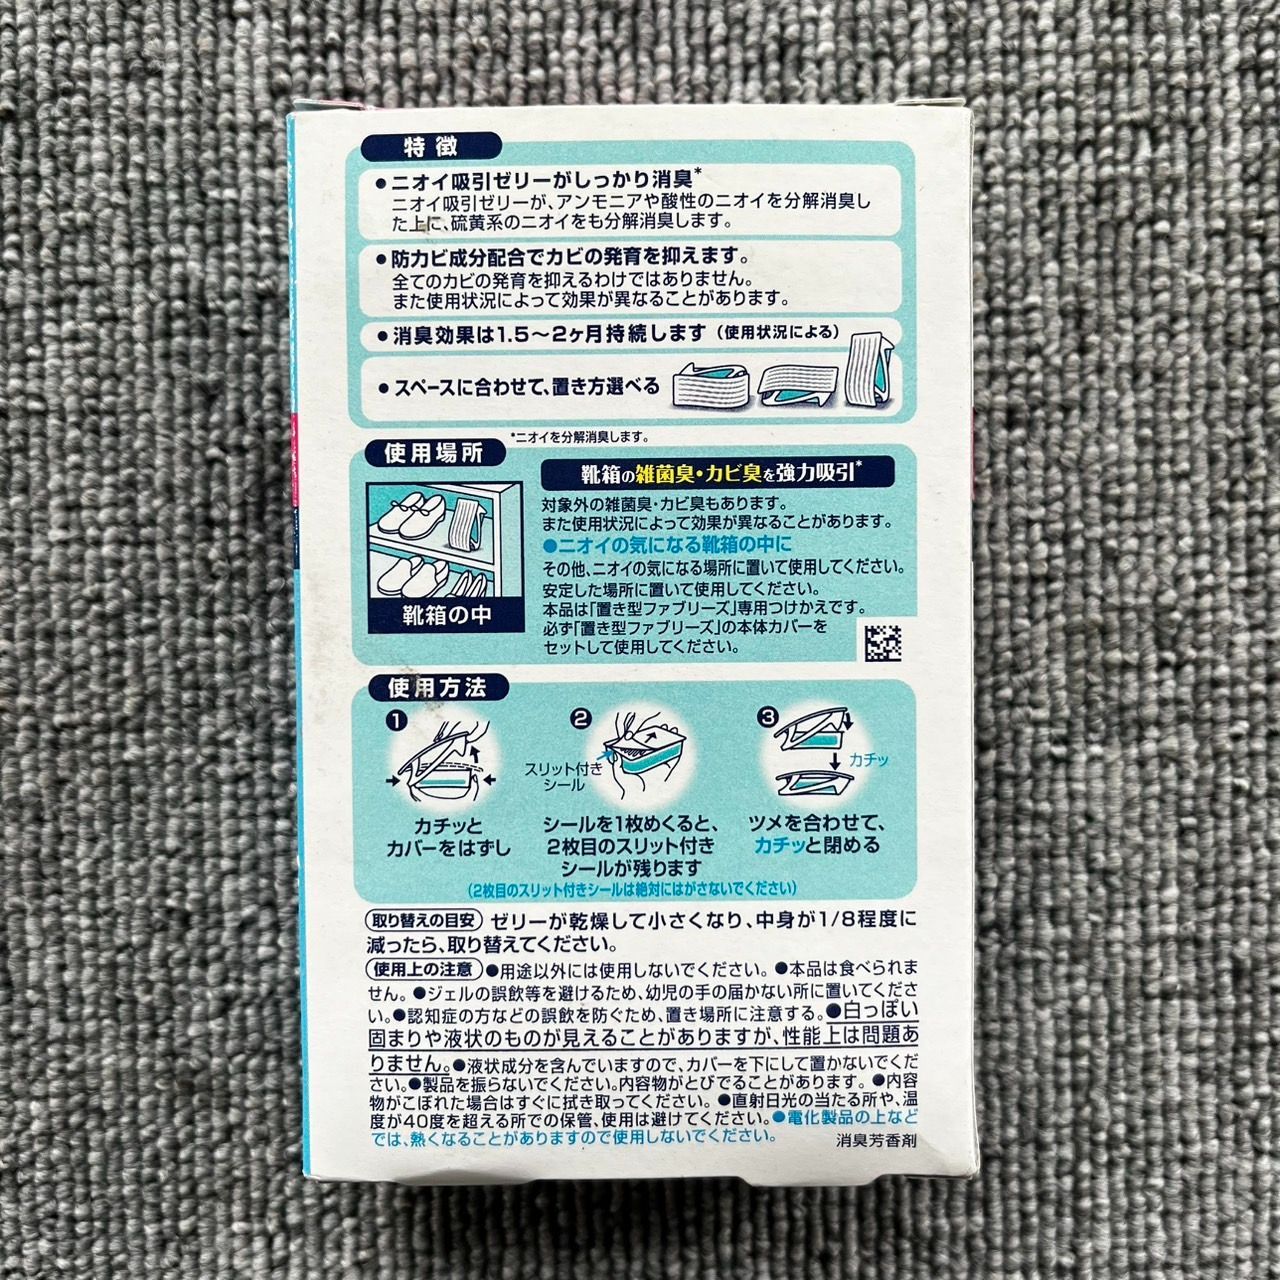 特徴
●ニオイ吸引ゼリーがしっかり消臭*
ニオイ吸引ゼリーが、アンモニアや酸性のニオイを分解消臭し
た上に、硫黄系のニオイをも分解消臭します。
●防カビ成分配合でカビの発育を抑えます。
全てのカビの発育を抑えるわけではありません。
また使用状況によって効果が異なることがあります。
●消臭効果は1.5～2ヶ月持続します（使用状況による）
●スペースに合わせて、置き方選べる
*ニオイを分解消臭します。
使用場所
靴箱の雑菌臭・カビ臭を強力吸引*
対象外の雑菌臭・カビ臭もあります。
また使用状況によって効果が異なることがあります。
●ニオイの気になる靴箱の中に
その他、ニオイの気になる場所に置いて使用してください。
安定した場所に置いて使用してください。
本品は「置き型ファブリーズ」専用つけかえです。
必ず「置き型ファブリーズ」の本体カバーを
セットして使用してください。
靴箱の中
使用方法
1
カチッと
カバーをはずし
2
スリット付き
シール
シールを1枚めくると、
2枚目のスリット付き
シールが残ります
3
カチッ
ツメを合わせて、
カチッと閉める
（2枚目のスリット付きシールは絶対にはがさないでください）
取り替えの目安 ゼリーが乾燥して小さくなり、中身が1/8程度に
減ったら、取り替えてください。
使用上の注意 ●用途以外には使用しないでください。●本品は食べられま
せん。●ジェルの誤飲等を避けるため、幼児の手の届かない所に置いてくださ
い。●認知症の方などの誤飲を防ぐため、置き場所に注意する。●白っぽい
固まりや液状のものが見えることがありますが、性能上は問題あ
りません。●液状成分を含んでいますので、カバーを下にして置かないでくだ
さい。●製品を振らないでください。内容物がとびでることがあります。●内容
物がこぼれた場合はすぐに拭き取ってください。●直射日光の当たる所や、温
度が40度を超える所での保管、使用は避けてください。●電化製品の上など
では、熱くなることがありますので使用しないでください。
消臭芳香剤